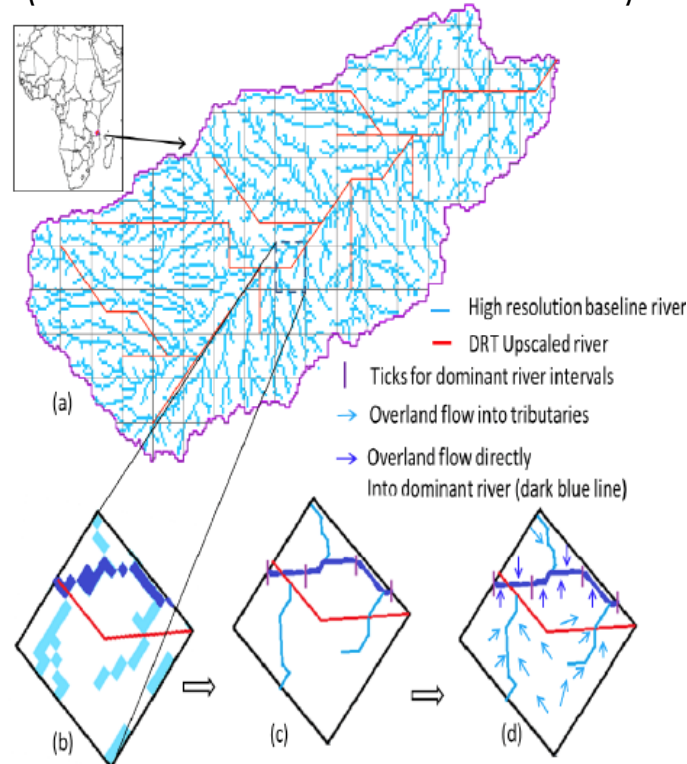 High resolution baseline river
DRT Upscaled river
Ticks for dominant river intervals
(a)
Overland flow into tributaries
Overland flow directly
Into dominant river (dark blue line)
(b)
(c)
(d)